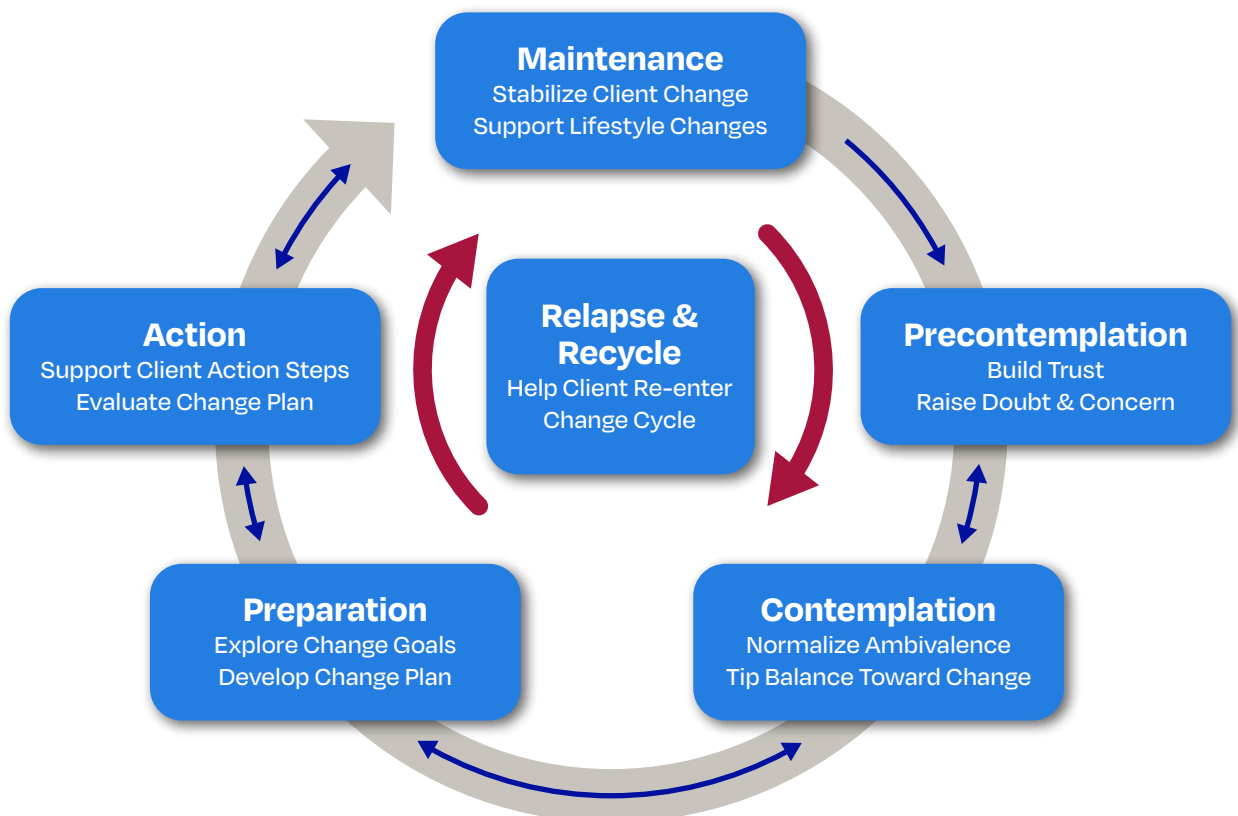 Maintenance
Stabilize Client Change
Support Lifestyle Changes
Action
Support Client Action Steps
Evaluate Change Plan
Relapse &
Recycle
Help Client Re-enter
Change Cycle
Precontemplation
Build Trust
Raise Doubt & Concern
Preparation
Explore Change Goals
Develop Change Plan
Contemplation
Normalize Ambivalence
Tip Balance Toward Change